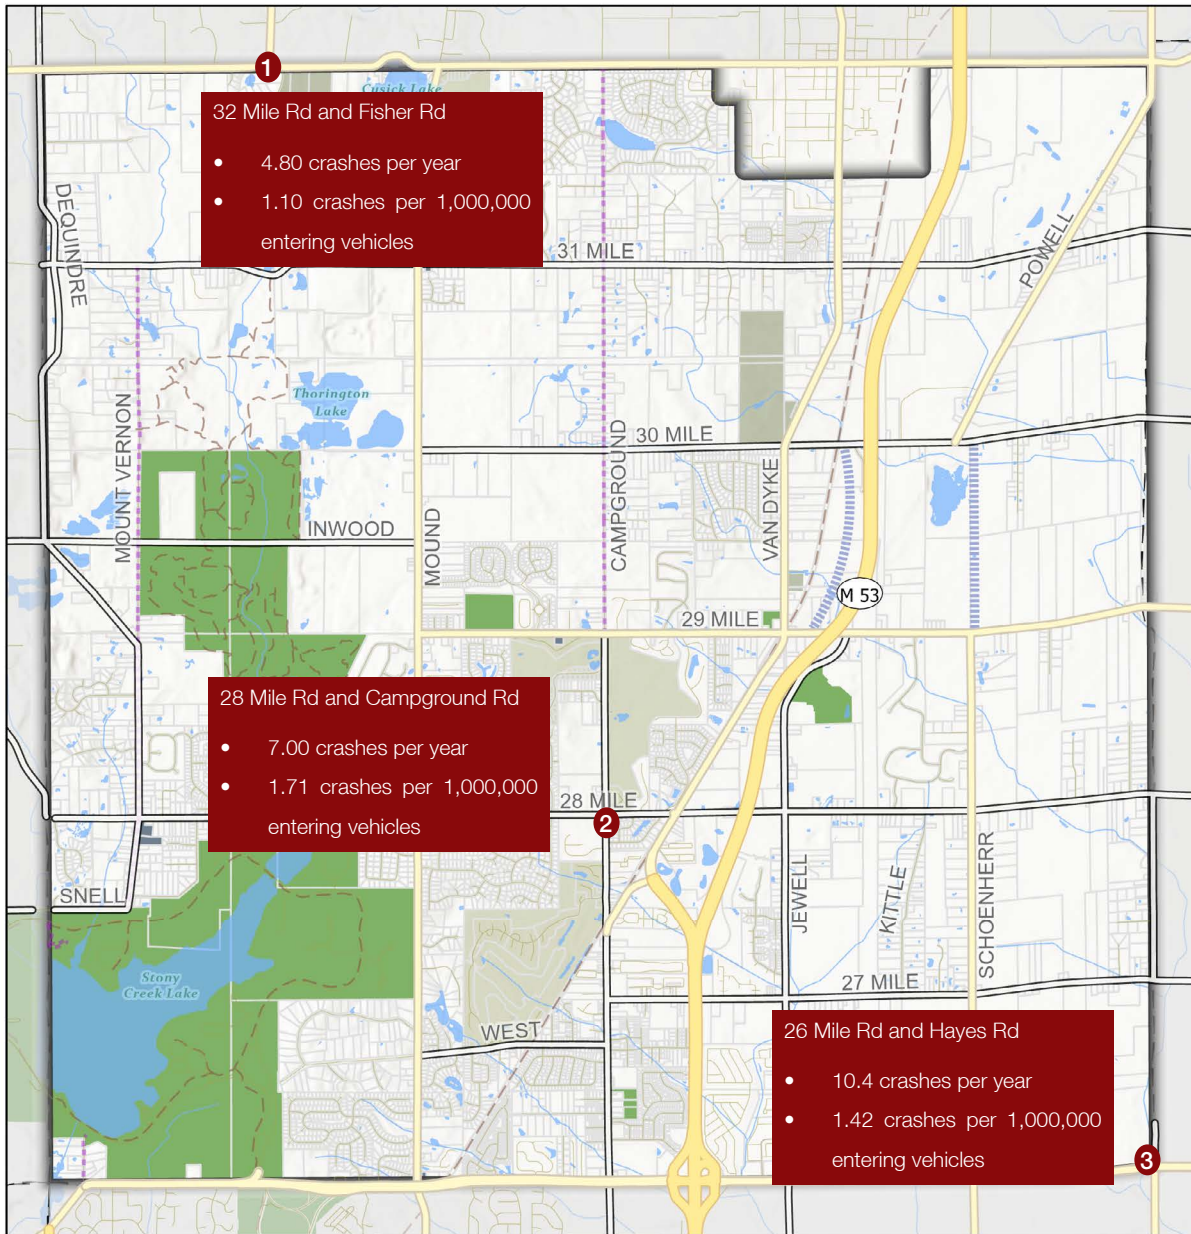 1
Cusick Lake
32 Mile Rd and Fisher Rd
• 4.80 crashes per year
• 1.10 crashes per 1,000,000
entering vehicles
DEQUINDRE
31 MILE
POWELL
Thorington
Lake
MOUNT VERNON
30 MILE
CAMPGROUND
VAN DYKE
INWOOD
MOUND
M 53
29 MILE
28 Mile Rd and Campground Rd
• 7.00 crashes per year
• 1.71 crashes per 1,000,000
entering vehicles
28 MILE
2
SNELL
JEWELL
KITTLE
SCHOENHERR
Stony
Creek Lake
27 MILE
WEST
26 Mile Rd and Hayes Rd
• 10.4 crashes per year
• 1.42 crashes per 1,000,000
entering vehicles
3